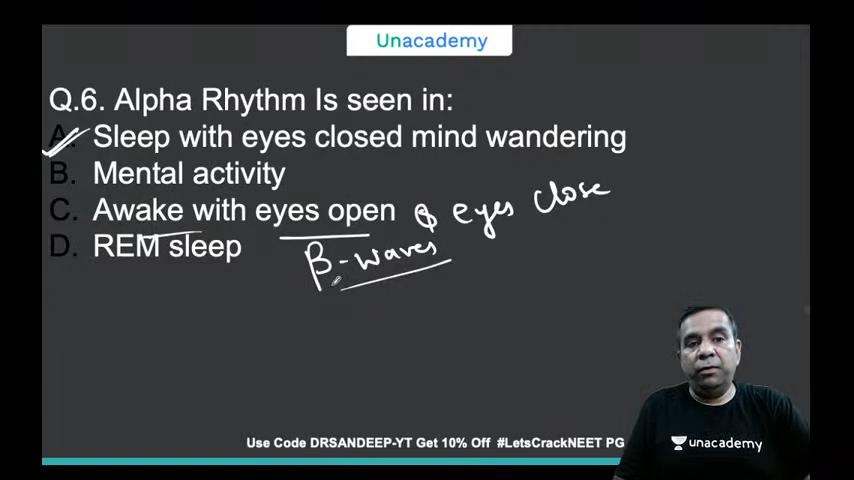 Unacademy
Q.6. Alpha Rhythm Is seen in:
A. Sleep with eyes closed mind wandering
B. Mental activity
C. Awake with eyes open & eyes close
D. REM sleep
β-waves
unacademy
Use Code DRSANDEEP-YT Get 10% Off #LetsCrackNEET PG